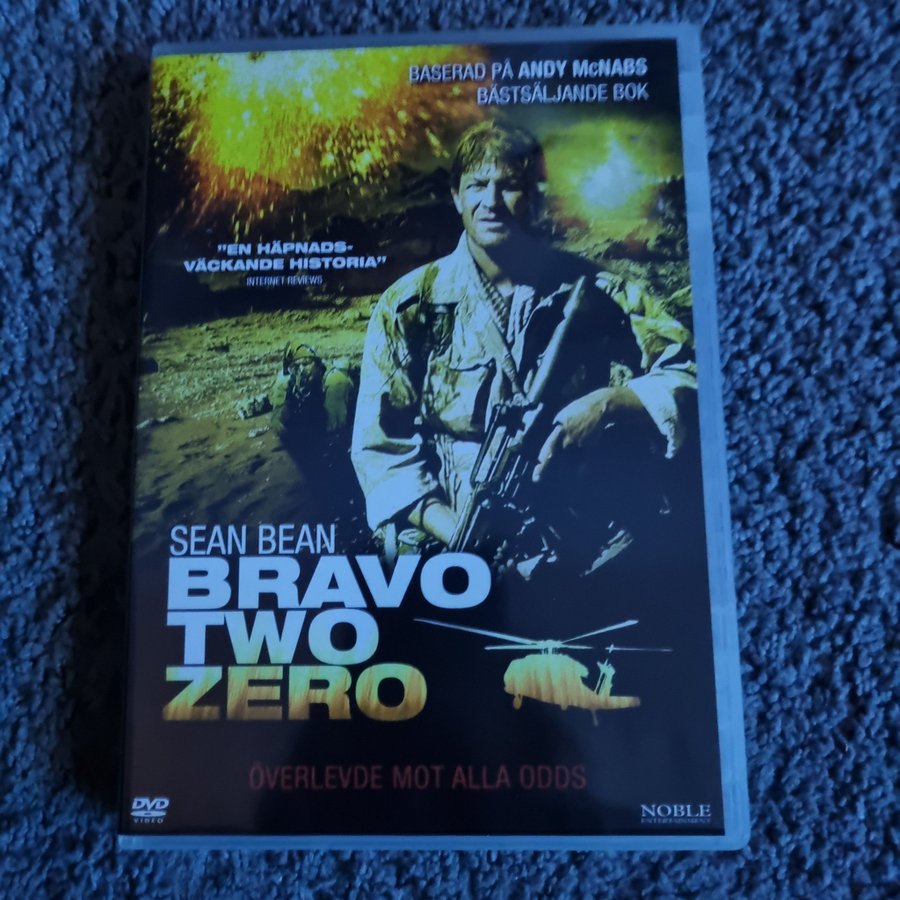 BASERAD PÅ ANDY McNABS
BÄSTSÄLJANDE BOK
"EN HÄPNADS-
VÄCKANDE HISTORIA"
INTERNET REVIEWS
SEAN BEAN
BRAVO
TWO
ZERO
ÖVERLEVDE MOT ALLA ODDS
DVD
VIDEO
NOBLE
ENTERTAINMENT